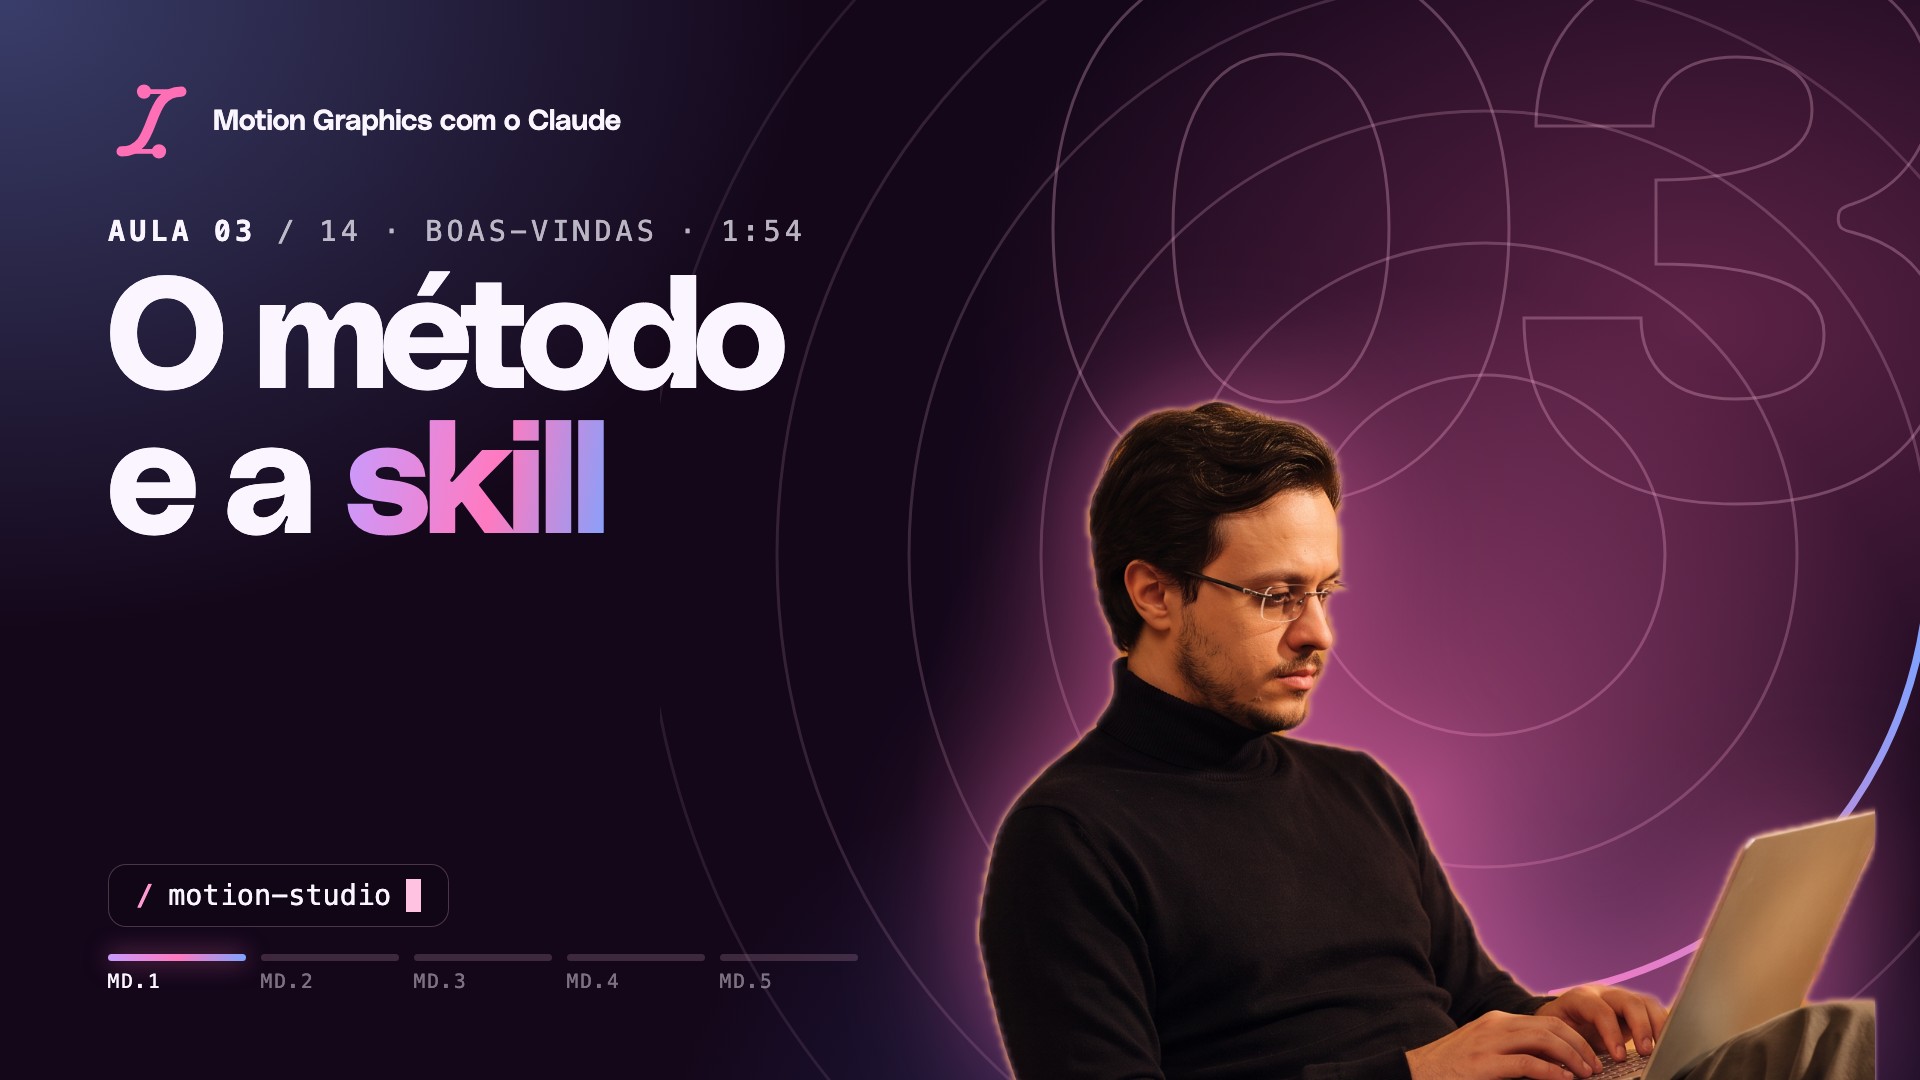 Motion Graphics com o Claude
AULA 03 / 14 · BOAS-VINDAS · 1:54
O método
e a skill
03
/ motion-studio
MD.1 MD.2 MD.3 MD.4 MD.5